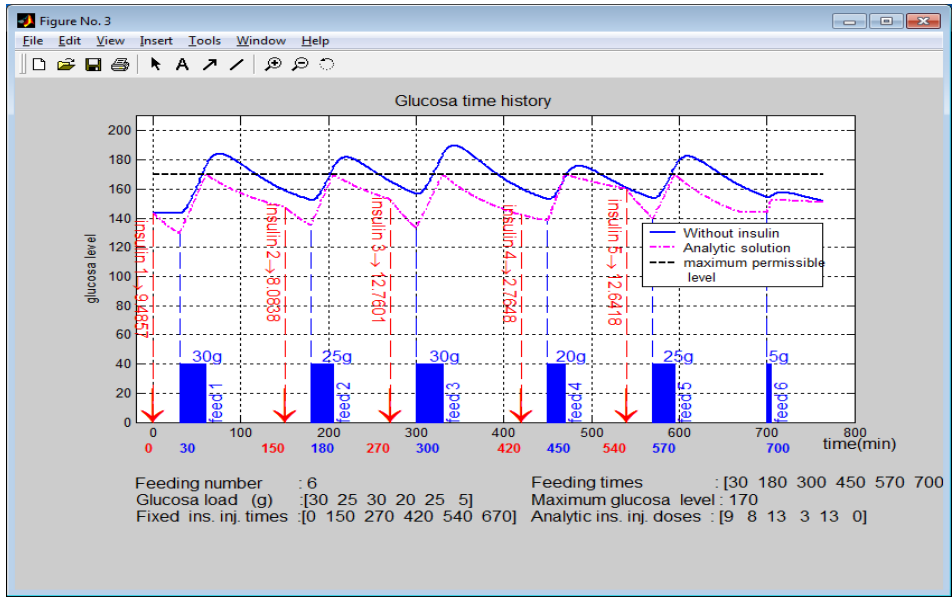 Figure No. 3
File Edit View Insert Tools Window Help
Glucosa time history
glucosa level
200
180
160
140
120
100
80
60
40
20
0
insulin 1→9.4857
insulin 2→8.0838
insulin 3→12.7601
insulin 4→2.7648
insulin 5→12.6418
Without insulin
Analytic solution
maximum permissible
level
30g
25g
30g
20g
25g
5g
feed 1
feed 2
feed 3
feed 4
feed 5
feed 6
0 100 200 300 400 500 600 700 800
time(min)
0 30 150 180 270 300 420 450 540 570 700
Feeding number : 6
Glucosa load (g) :[30 25 30 20 25 5]
Fixed ins. inj. times :[0 150 270 420 540 670]
Feeding times : [30 180 300 450 570 700
Maximum glucosa level : 170
Analytic ins. inj. doses : [9 8 13 3 13 0]